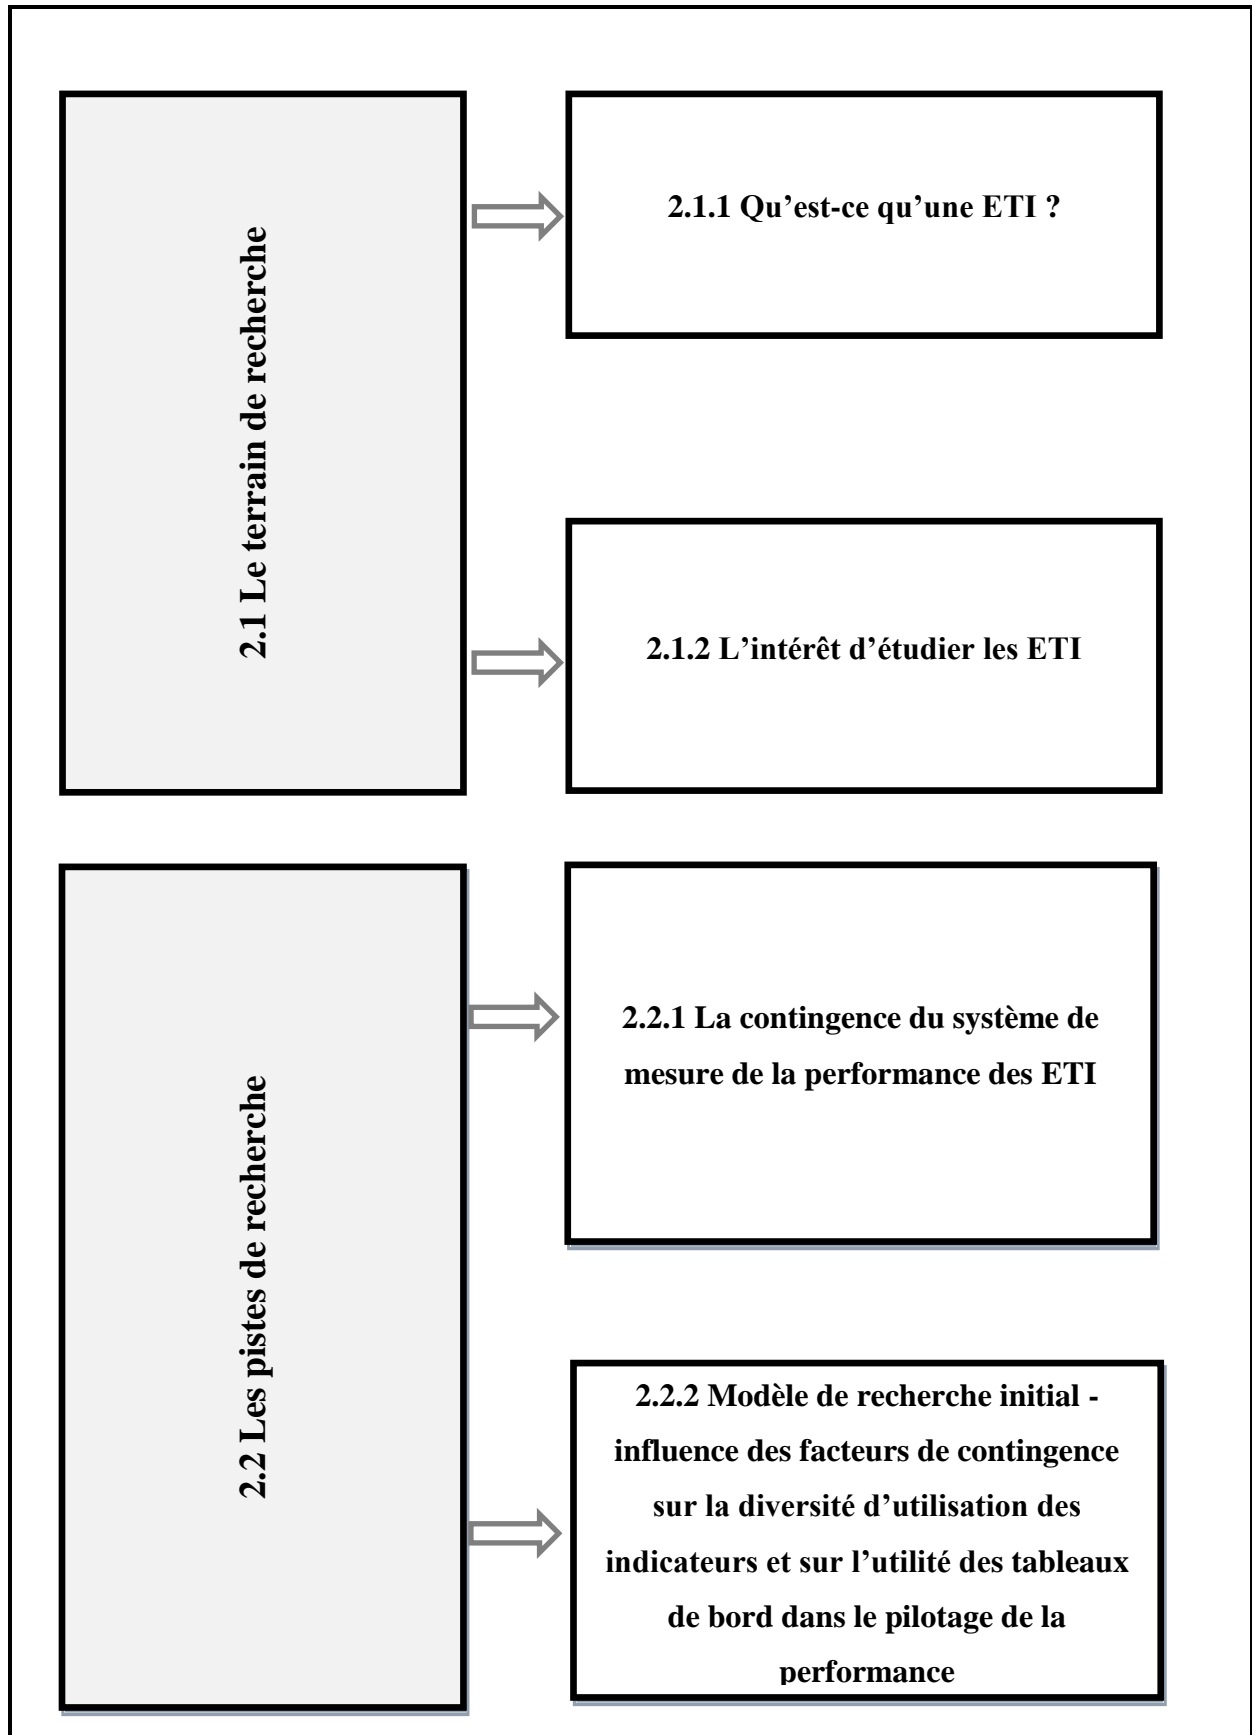 2.1 Le terrain de recherche
2.1.1 Qu’est-ce qu’une ETI ?
2.1.2 L’intérêt d’étudier les ETI
2.2 Les pistes de recherche
2.2.1 La contingence du système de
mesure de la performance des ETI
2.2.2 Modèle de recherche initial -
influence des facteurs de contingence
sur la diversité d’utilisation des
indicateurs et sur l’utilité des tableaux
de bord dans le pilotage de la
performance